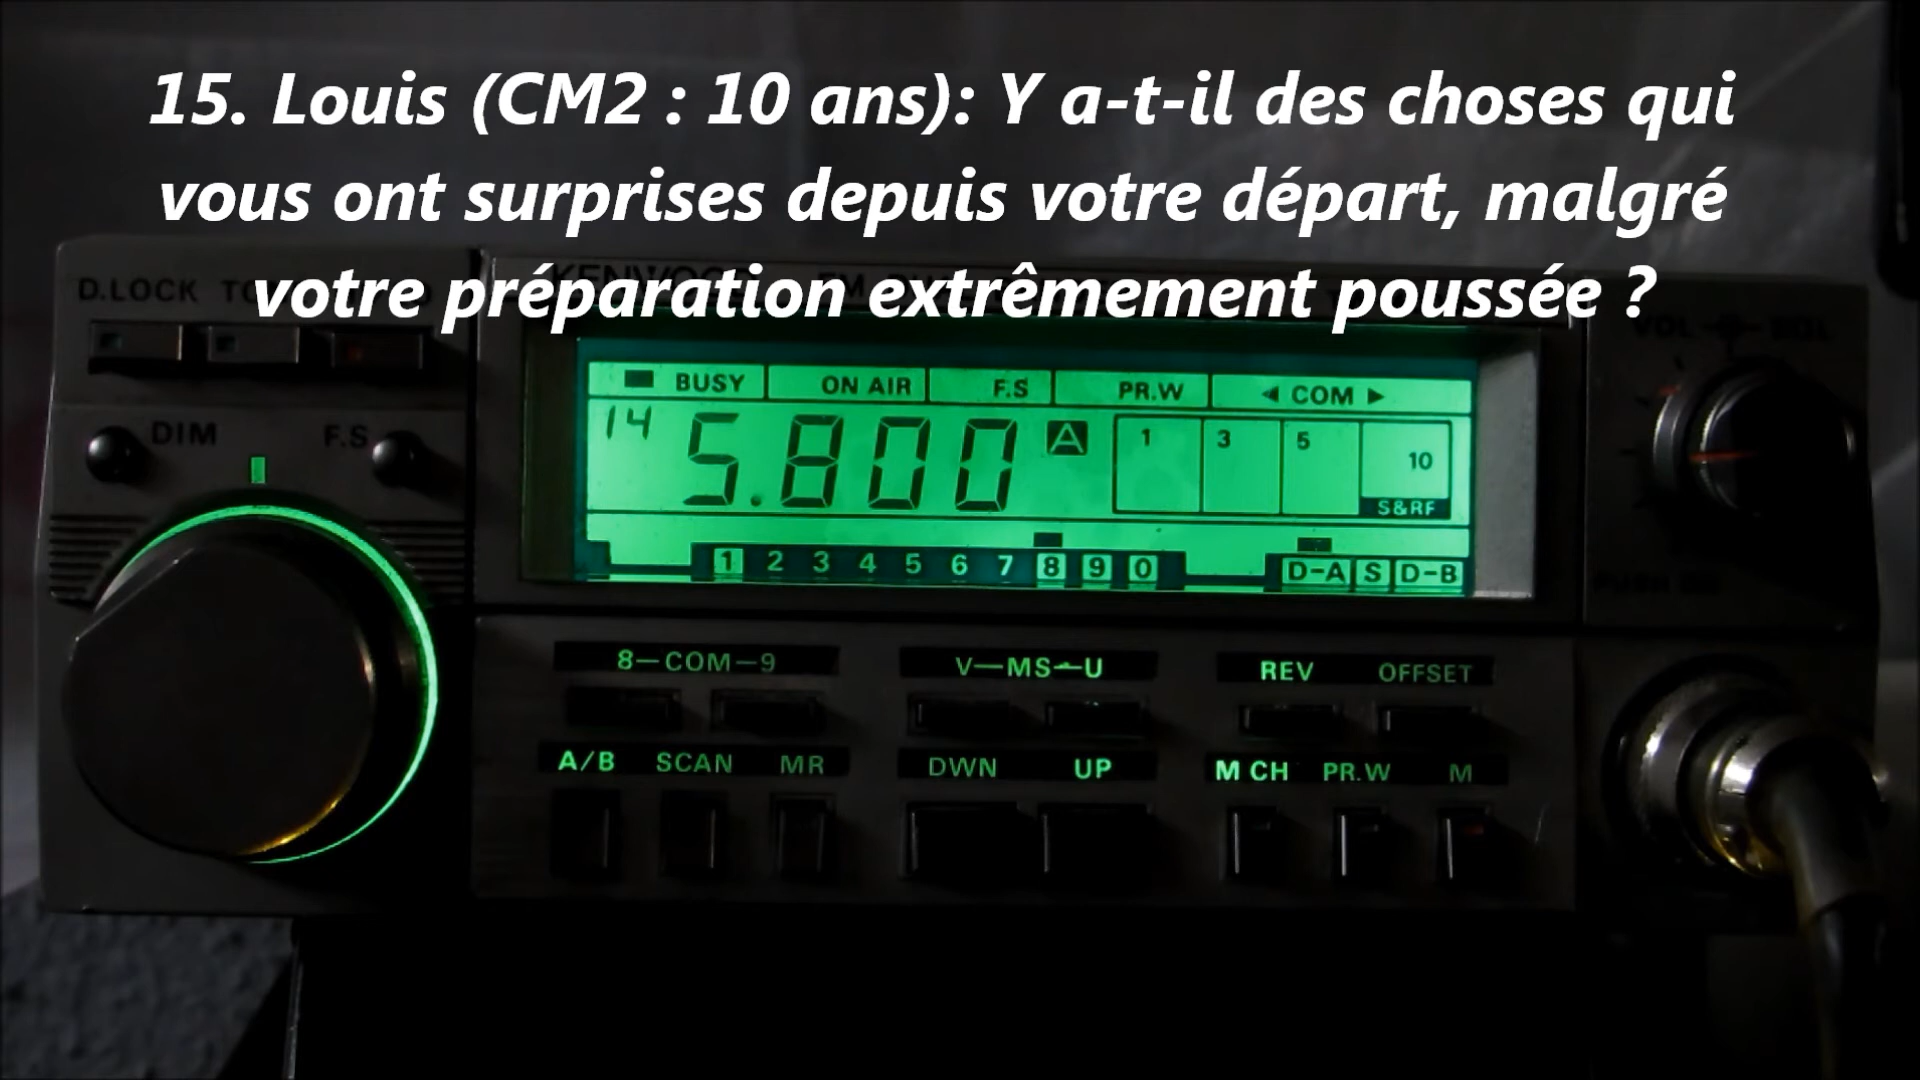 15. Louis (CM2 : 10 ans): Y a-t-il des choses qui
vous ont surprises depuis votre départ, malgré
votre préparation extrêmement poussée ?
D.LOCK
KENWOOD FM
VOL
DIM F.S
BUSY ON AIR F.S PR.W ◄ COM ►
14 5.800 A 1 3 5 10
S&RF
1 2 3 4 5 6 7 8 9 0 D-A S D-B
8—COM—9 V—MS—U REV OFFSET
A/B SCAN MR DWN UP M CH PR.W M